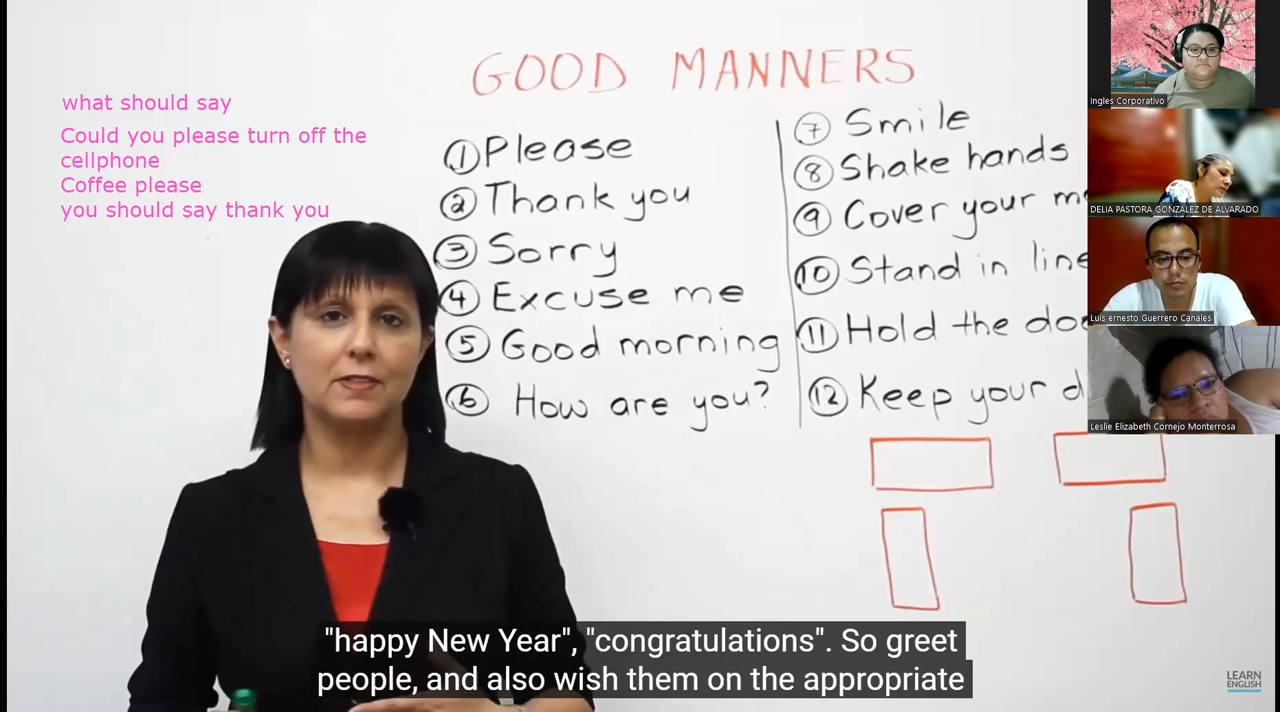 GOOD MANNERS
what should say
Could you please turn off the
cellphone
Coffee please
you should say thank you
① Please
② Thank you
③ Sorry
④ Excuse me
⑤ Good morning
⑥ How are you?
⑦ Smile
⑧ Shake hands
⑨ Cover your
⑩ Stand in line
⑪ Hold the
⑫ Keep your
"happy New Year", "congratulations". So greet
people, and also wish them on the appropriate
Ingles Corporativo
DELIA PASTORA GONZALEZ DE ALVARADO
Luis ernesto Guerrero Canales
Leslie Elizabeth Cornejo Monterrosa
LEARN
ENGLISH